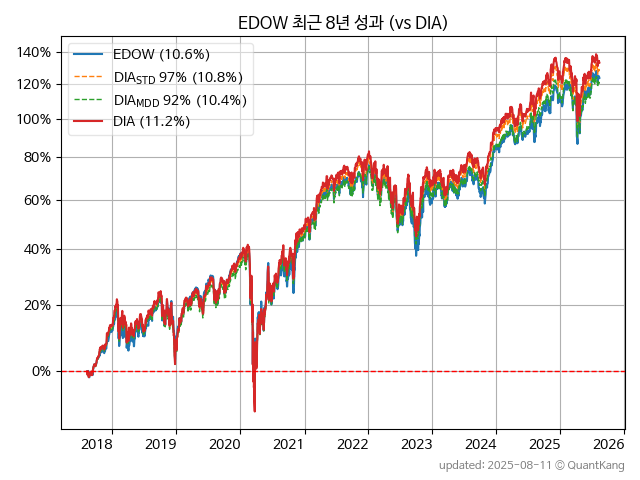 EDOW 최근 8년 성과 (vs DIA)
140%
120%
100%
80%
60%
40%
20%
0%
EDOW (10.6%)
DIA_STD 97% (10.8%)
DIA_MDD 92% (10.4%)
DIA (11.2%)
2018 2019 2020 2021 2022 2023 2024 2025 2026
updated: 2025-08-11 © QuantKang